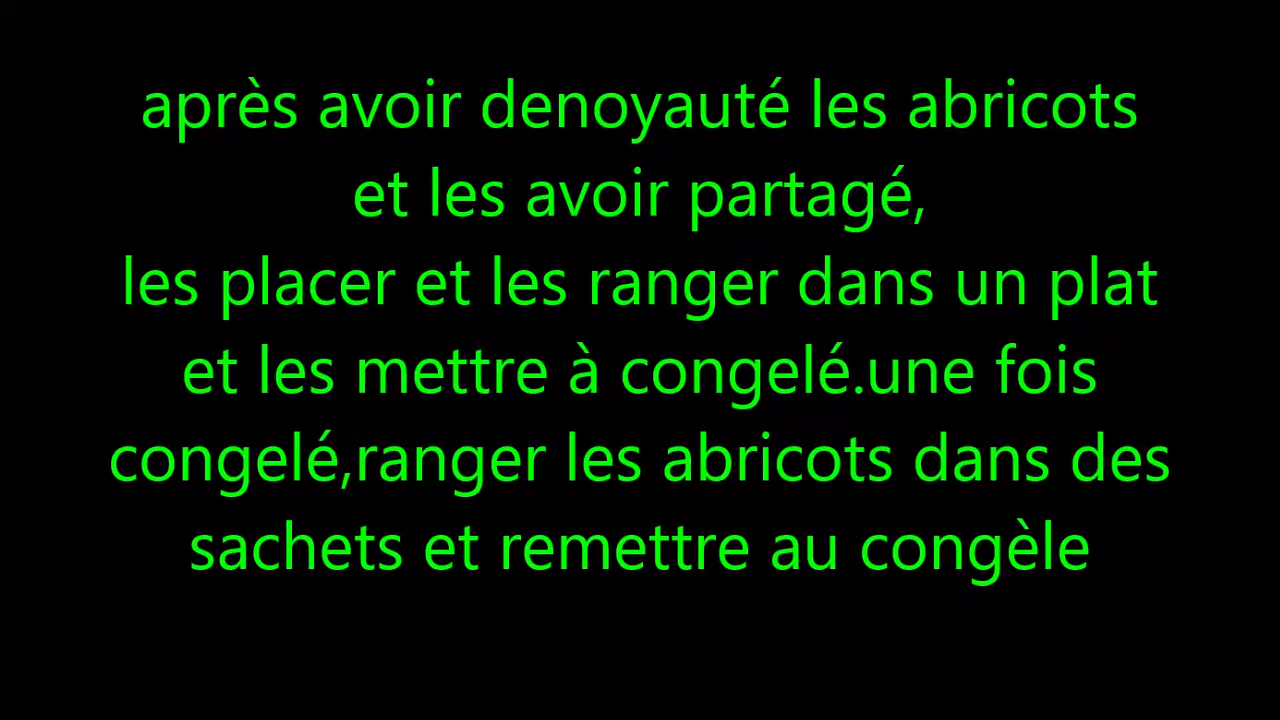 après avoir denoyauté les abricots
et les avoir partagé,
les placer et les ranger dans un plat
et les mettre à congelé.une fois
congelé,ranger les abricots dans des
sachets et remettre au congèle